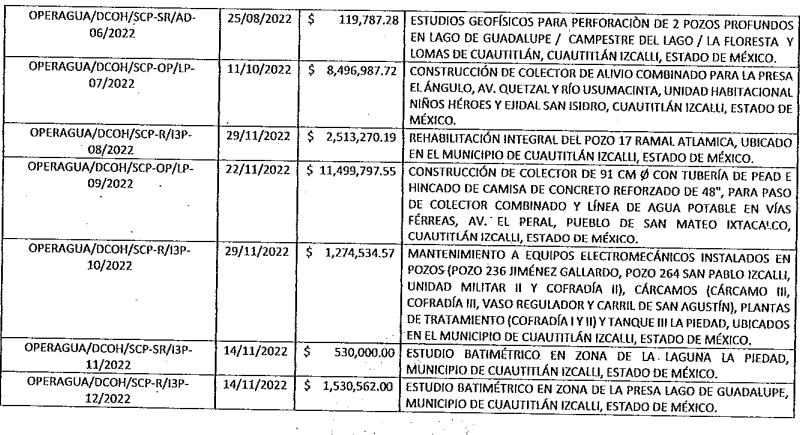 OPERAGUA/DCOH/SCP-SR/AD- 25/08/2022 $ 119,787.28 ESTUDIOS GEOFÍSICOS PARA PERFORACIÒN DE 2 POZOS PROFUNDOS
06/2022 EN LAGO DE GUADALUPE / CAMPESTRE DEL LAGO / LA FLORESTA Y
LOMAS DE CUAUTITLÁN, CUAUTITLÁN IZCALLI, ESTADO DE MÉXICO.
OPERAGUA/DCOH/SCP-OP/LP- 11/10/2022 $ 8,496,987.72 CONSTRUCCIÓN DE COLECTOR DE ALIVIO COMBINADO PARA LA PRESA
07/2022 EL ÁNGULO, AV. QUETZAL Y RÍO USUMACINTA, UNIDAD HABITACIONAL
NIÑOS HÉROES Y EJIDAL SAN ISIDRO, CUAUTITLÁN IZCALLI, ESTADO DE
MÉXICO.
OPERAGUA/DCOH/SCP-R/I3P- 29/11/2022 $ 2,513,270.19 REHABILITACIÓN INTEGRAL DEL POZO 17 RAMAL ATLAMICA, UBICADO
08/2022 EN EL MUNICIPIO DE CUAUTITLÁN IZCALLI, ESTADO DE MÉXICO.
OPERAGUA/DCOH/SCP-OP/LP- 22/11/2022 $ 11,499,797.55 CONSTRUCCIÓN DE COLECTOR DE 91 CM Ø CON TUBERÍA DE PEAD E
09/2022 HINCADO DE CAMISA DE CONCRETO REFORZADO DE 48", PARA PASO
DE COLECTOR COMBINADO Y LÍNEA DE AGUA POTABLE EN VÍAS
FÉRREAS, AV. EL PERAL, PUEBLO DE SAN MATEO IXTACALCO,
CUAUTITLÁN IZCALLI, ESTADO DE MÉXICO.
OPERAGUA/DCOH/SCP-R/I3P- 29/11/2022 $ 1,274,534.57 MANTENIMIENTO A EQUIPOS ELECTROMECÁNICOS INSTALADOS EN
10/2022 POZOS (POZO 236 JIMÉNEZ GALLARDO, POZO 264 SAN PABLO IZCALLI,
UNIDAD MILITAR II Y COFRADÍA II), CÁRCAMOS (CÁRCAMO III,
COFRADÍA III, VASO REGULADOR Y CARRIL DE SAN AGUSTÍN), PLANTAS
DE TRATAMIENTO (COFRADÍA I Y II) Y TANQUE III LA PIEDAD, UBICADOS
EN EL MUNICIPIO DE CUAUTITLÁN IZCALLI, ESTADO DE MÉXICO.
OPERAGUA/DCOH/SCP-SR/I3P- 14/11/2022 $ 530,000.00 ESTUDIO BATIMÉTRICO EN ZONA DE LA LAGUNA LA PIEDAD,
11/2022 MUNICIPIO DE CUAUTITLÁN IZCALLI, ESTADO DE MÉXICO.
OPERAGUA/DCOH/SCP-R/I3P- 14/11/2022 $ 1,530,562.00 ESTUDIO BATIMÉTRICO EN ZONA DE LA PRESA LAGO DE GUADALUPE,
12/2022 MUNICIPIO DE CUAUTITLÁN IZCALLI, ESTADO DE MÉXICO.